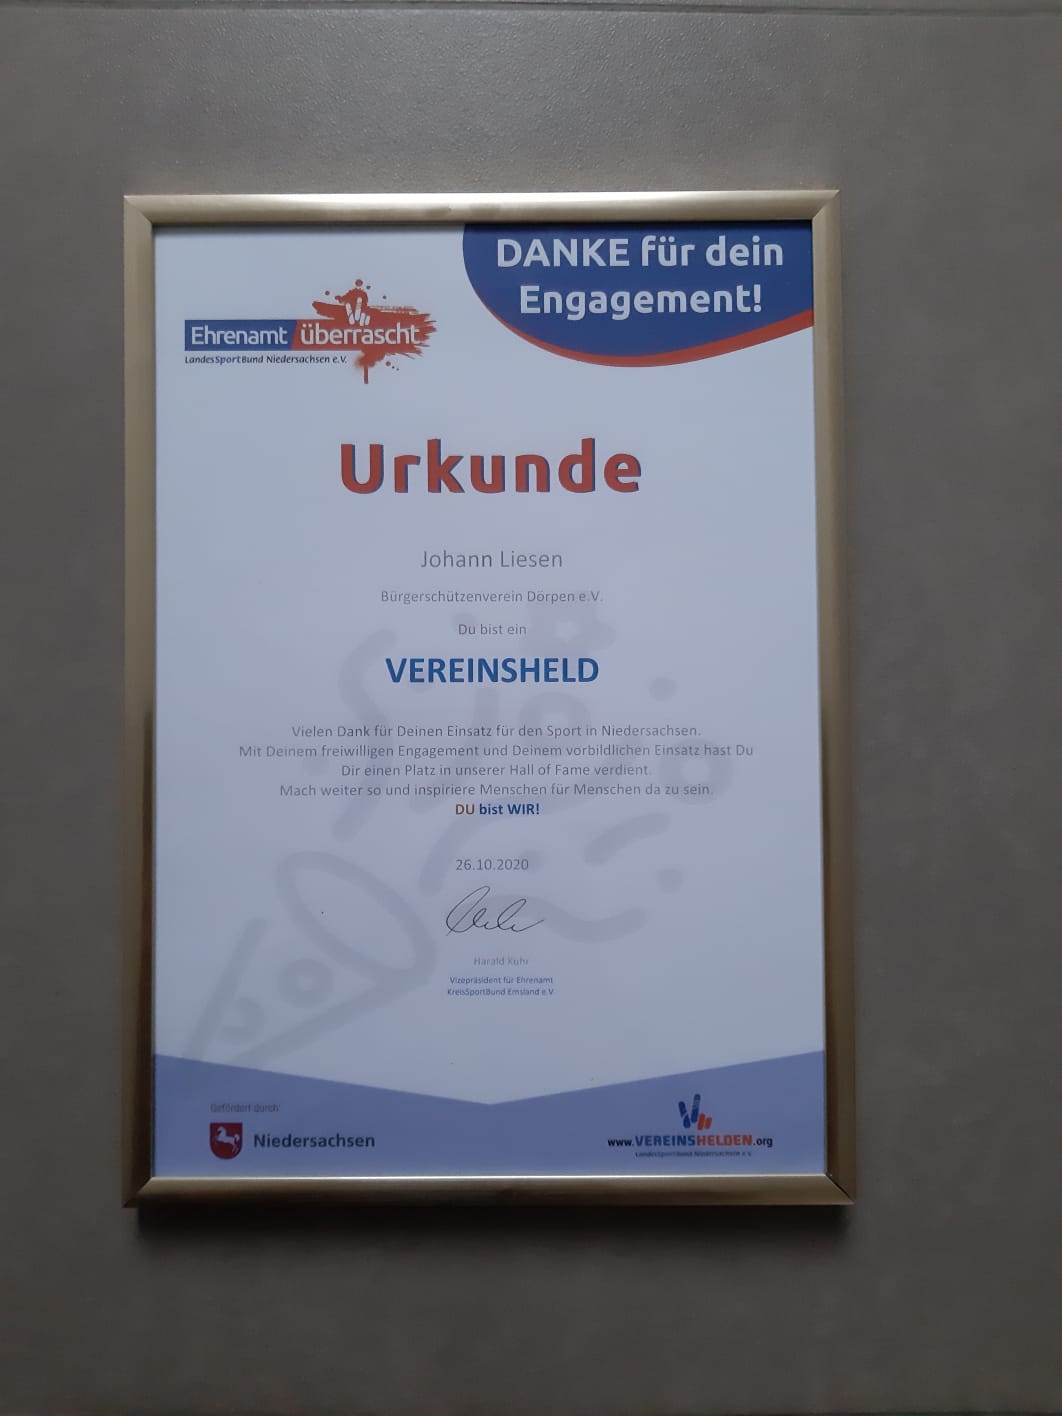 DANKE für dein
Engagement!
Ehrenamt überrascht
LandesSportBund Niedersachsen e.V.
Urkunde
Johann Liesen
Bürgerschützenverein Dörpen e.V.
Du bist ein
VEREINSHELD
Vielen Dank für Deinen Einsatz für den Sport in Niedersachsen.
Mit Deinem freiwilligen Engagement und Deinem vorbildlichen Einsatz hast Du
Dir einen Platz in unserer Hall of Fame verdient.
Mach weiter so und inspiriere Menschen für Menschen da zu sein.
DU bist WIR!
26.10.2020
Harald Kuhr
Vizepräsident für Ehrenamt
KreisSportBund Emsland e.V.
Gefördert durch:
Niedersachsen
www.VEREINSHELDEN.org
LandesSportBund Niedersachsen e.V.